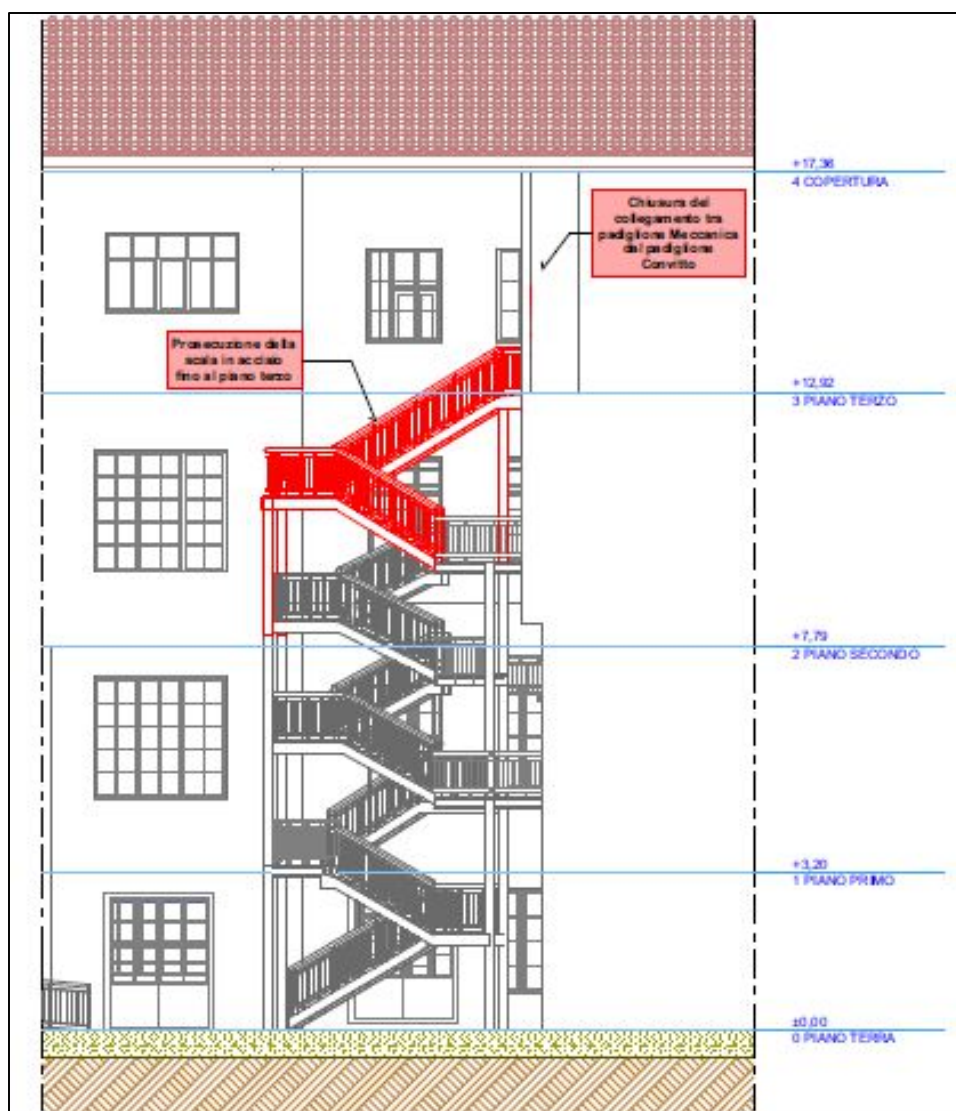 +17,36
4 COPERTURA
Chiusura del
collegamento tra
padiglione Meccanica
dal padiglione
Convitto
Prosecuzione della
scala in acciaio
fino al piano terzo
+12,92
3 PIANO TERZO
+7,79
2 PIANO SECONDO
+3,20
1 PIANO PRIMO
±0,00
0 PIANO TERRA